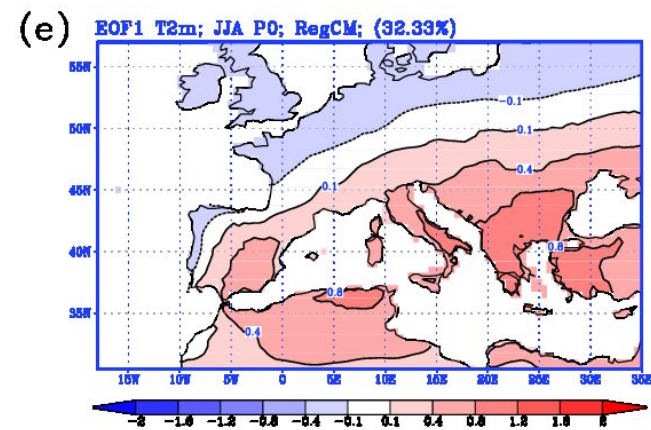 (e) EOF1 T2m; JJA P0; RegCM; (32.33%)
55N
-0.1
50N
0.1
0.4
45N
0.1
40N
0.8
0.8
35N
0.4
15W 10W 5W 0 5E 10E 15E 20E 25E 30E 35E
-2 -1.6 -1.2 -0.8 -0.4 -0.1 0.1 0.4 0.8 1.2 1.6 2